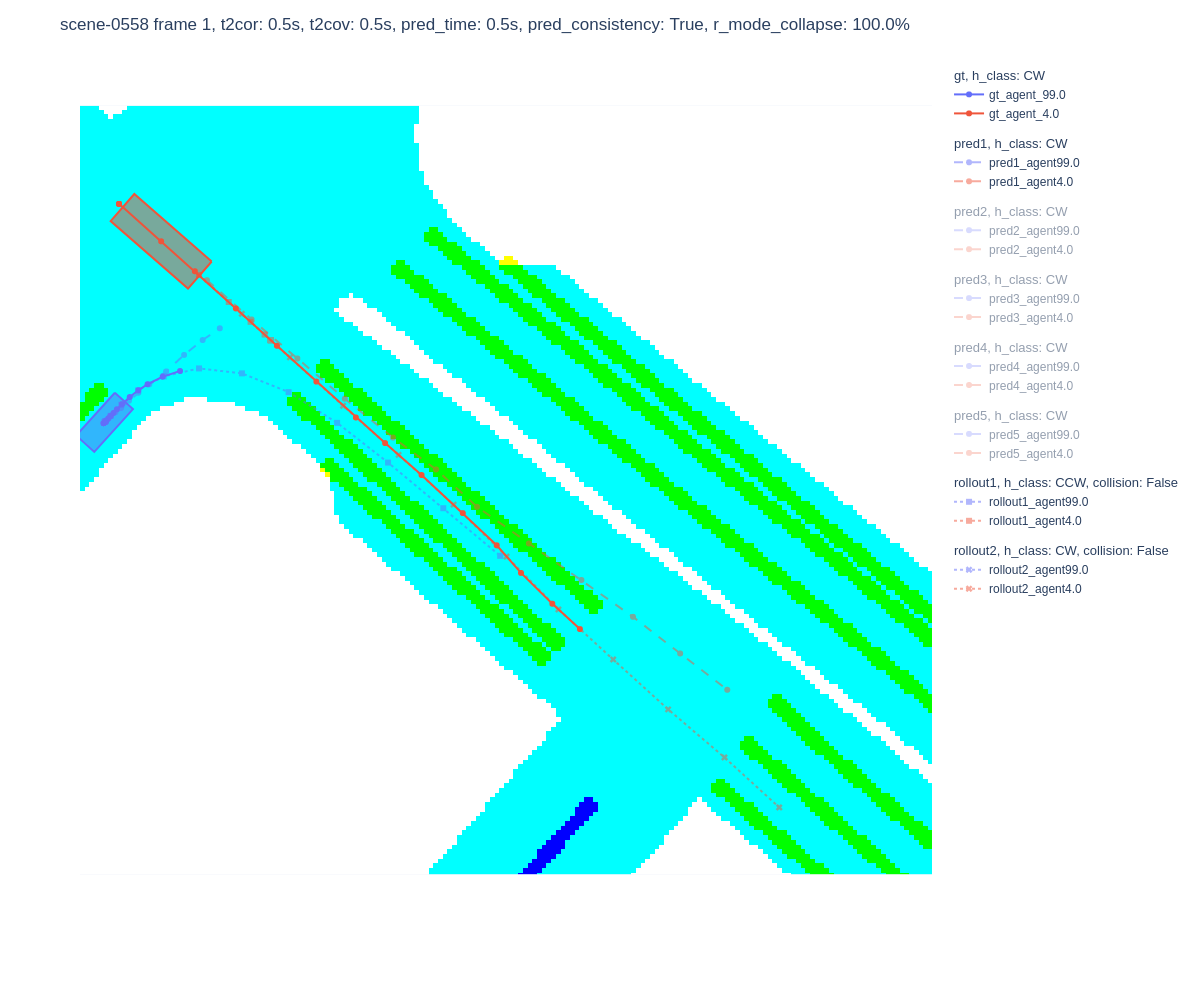 scene-0558 frame 1, t2cor: 0.5s, t2cov: 0.5s, pred_time: 0.5s, pred_consistency: True, r_mode_collapse: 100.0%
gt, h_class: CW
gt_agent_99.0
gt_agent_4.0
pred1, h_class: CW
pred1_agent99.0
pred1_agent4.0
pred2, h_class: CW
pred2_agent99.0
pred2_agent4.0
pred3, h_class: CW
pred3_agent99.0
pred3_agent4.0
pred4, h_class: CW
pred4_agent99.0
pred4_agent4.0
pred5, h_class: CW
pred5_agent99.0
pred5_agent4.0
rollout1, h_class: CCW, collision: False
rollout1_agent99.0
rollout1_agent4.0
rollout2, h_class: CW, collision: False
rollout2_agent99.0
rollout2_agent4.0